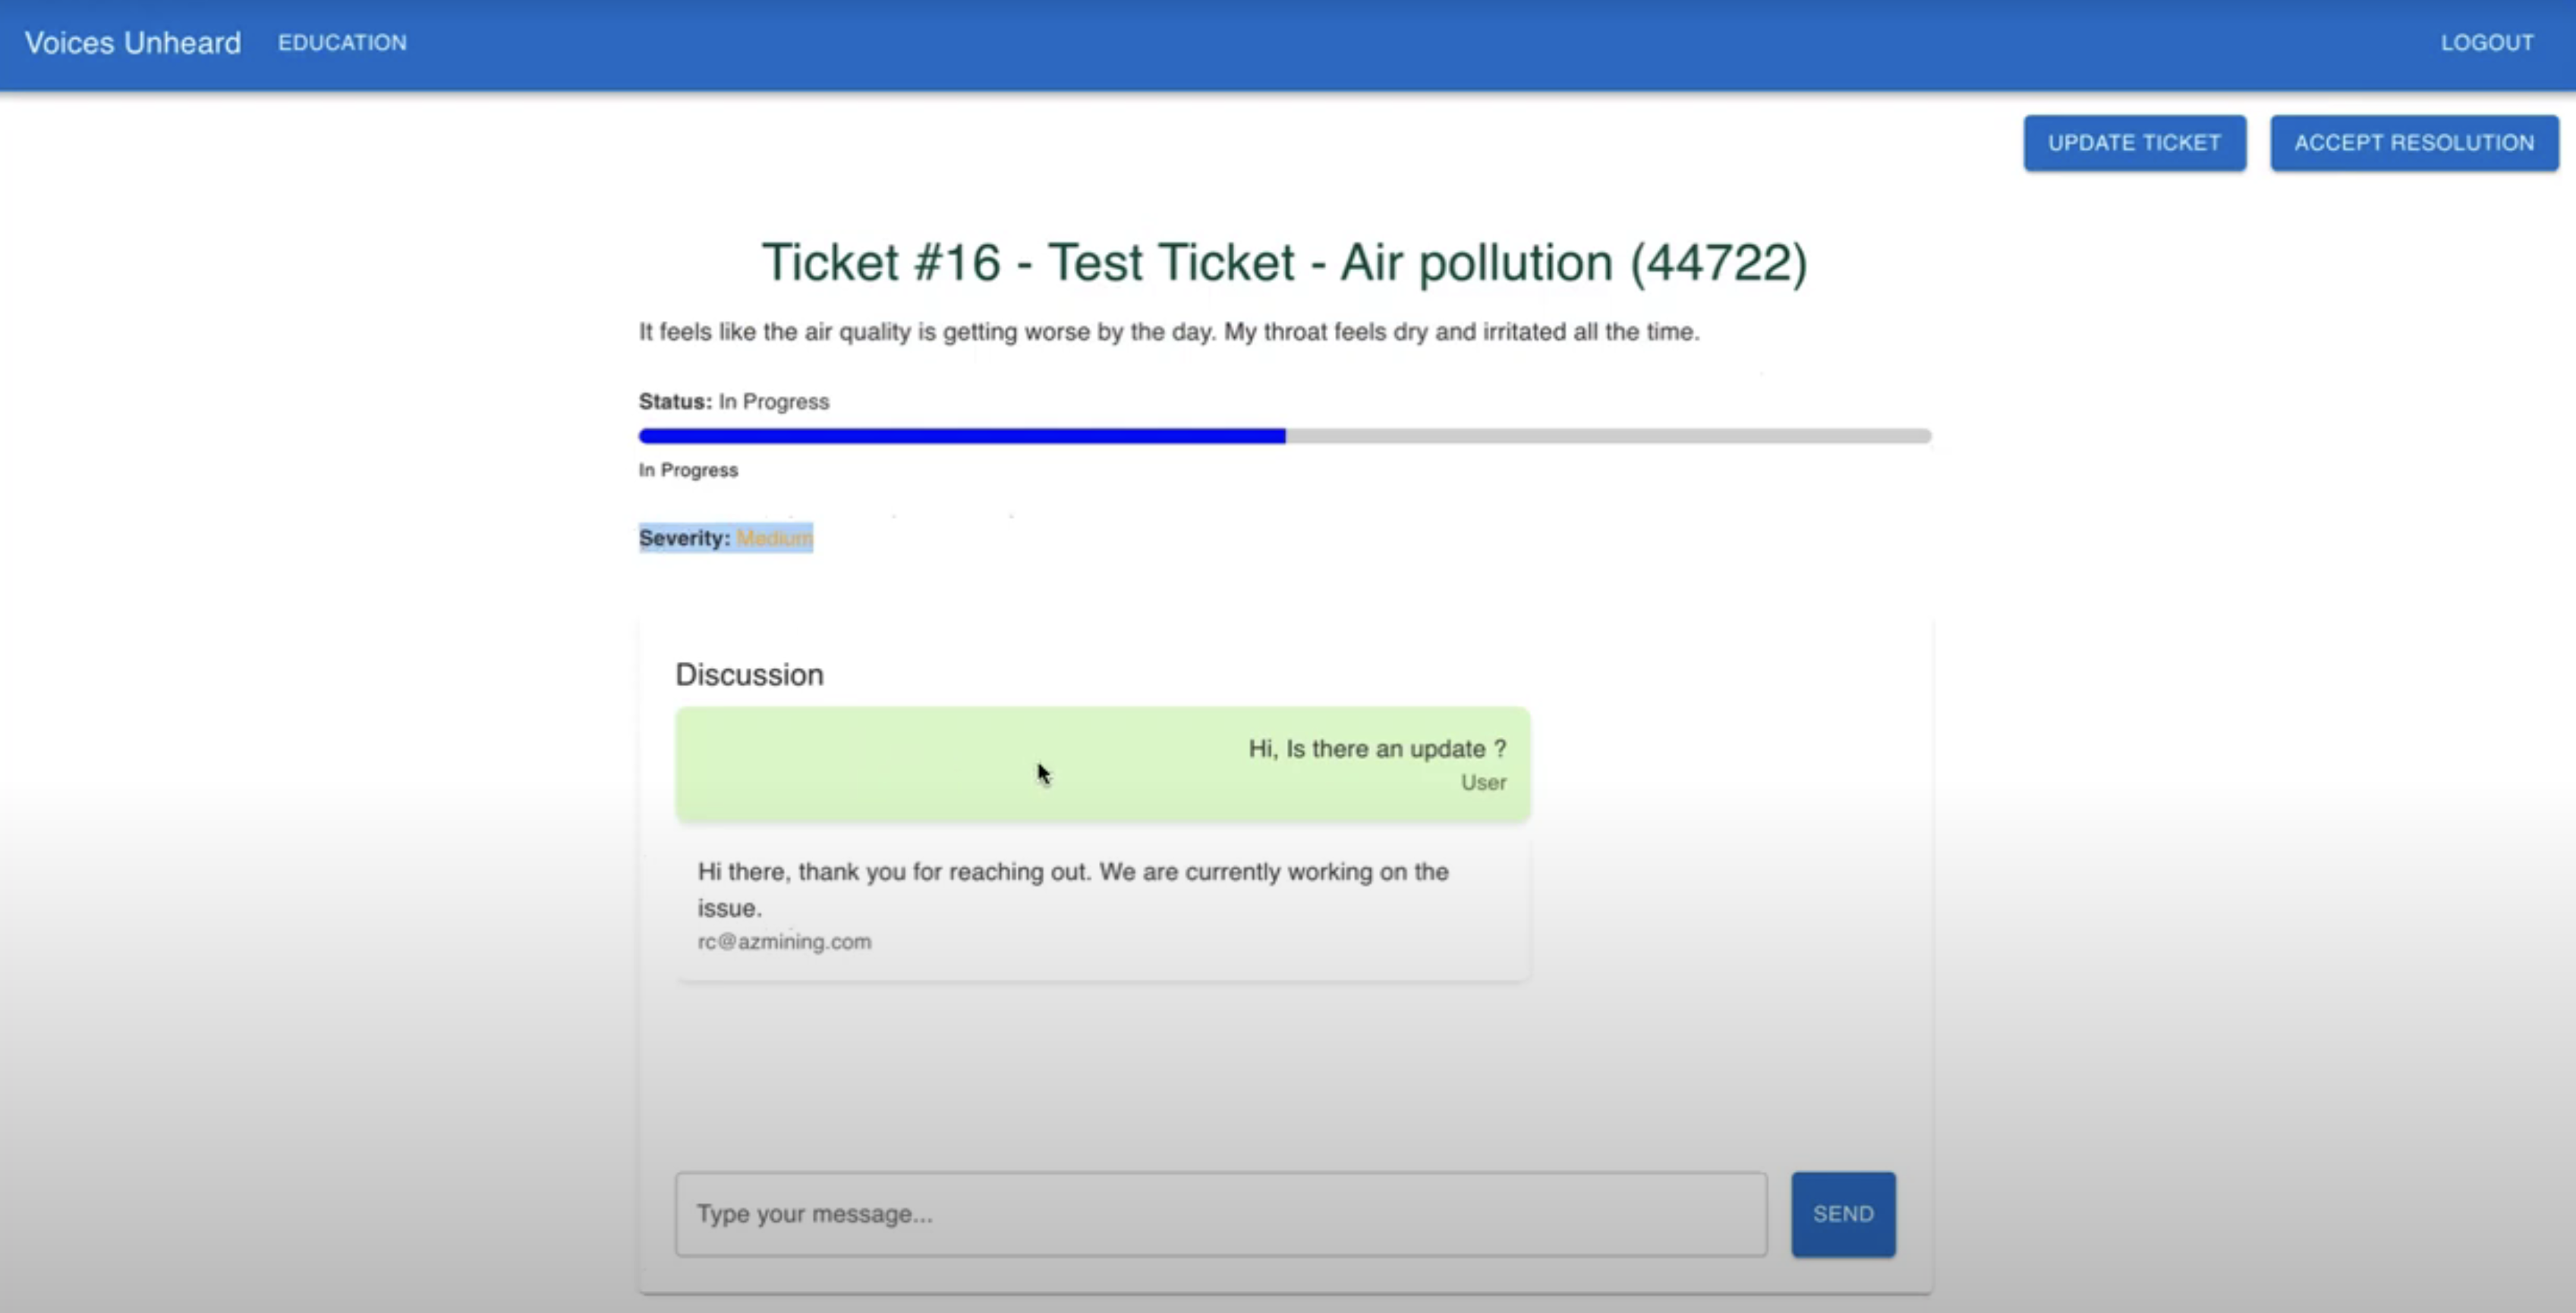 Voices Unheard EDUCATION LOGOUT
UPDATE TICKET ACCEPT RESOLUTION
Ticket #16 - Test Ticket - Air pollution (44722)
It feels like the air quality is getting worse by the day. My throat feels dry and irritated all the time.
Status: In Progress
In Progress
Severity: Medium
Discussion
Hi, Is there an update ?
User
Hi there, thank you for reaching out. We are currently working on the
issue.
rc@azmining.com
Type your message...
SEND